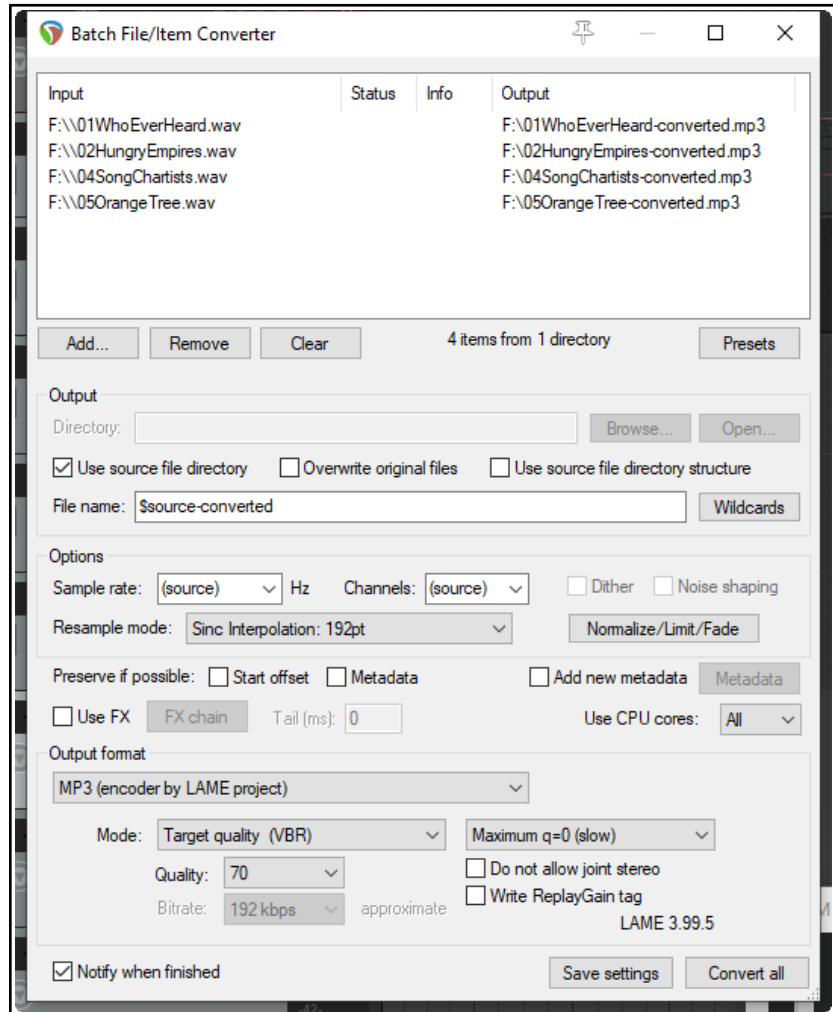 Batch File/Item Converter
Input Status Info Output
F:\\01WhoEverHeard.wav F:\01WhoEverHeard-converted.mp3
F:\\02HungryEmpires.wav F:\02HungryEmpires-converted.mp3
F:\\04SongChartists.wav F:\04SongChartists-converted.mp3
F:\\05OrangeTree.wav F:\05OrangeTree-converted.mp3
Add... Remove Clear 4 items from 1 directory Presets
Output
Directory: Browse... Open...
Use source file directory Overwrite original files Use source file directory structure
File name: $source-converted Wildcards
Options
Sample rate: (source) Hz Channels: (source) Dither Noise shaping
Resample mode: Sinc Interpolation: 192pt Normalize/Limit/Fade
Preserve if possible: Start offset Metadata Add new metadata Metadata
Use FX FX chain Tail (ms): 0 Use CPU cores: All
Output format
MP3 (encoder by LAME project)
Mode: Target quality (VBR) Maximum q=0 (slow)
Quality: 70 Do not allow joint stereo
Bitrate: 192 kbps approximate Write ReplayGain tag
LAME 3.99.5
Notify when finished Save settings Convert all
-42-